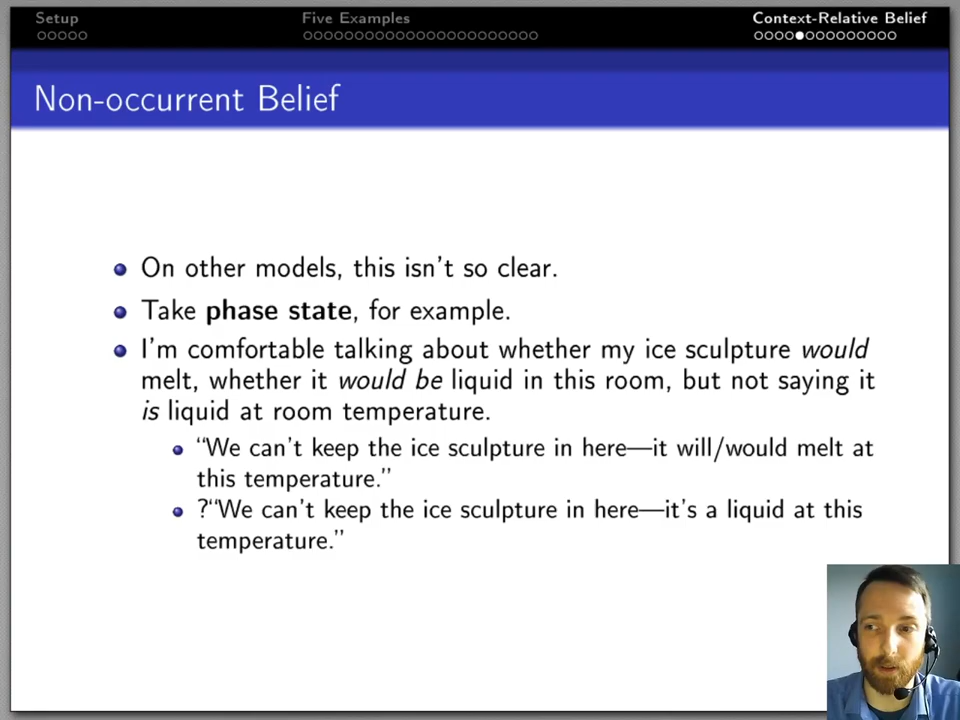 Setup
Five Examples
Context-Relative Belief
Non-occurrent Belief
On other models, this isn't so clear.
Take phase state, for example.
I'm comfortable talking about whether my ice sculpture would
melt, whether it would be liquid in this room, but not saying it
is liquid at room temperature.
“We can't keep the ice sculpture in here—it will/would melt at
this temperature.”
?“We can't keep the ice sculpture in here—it's a liquid at this
temperature.”